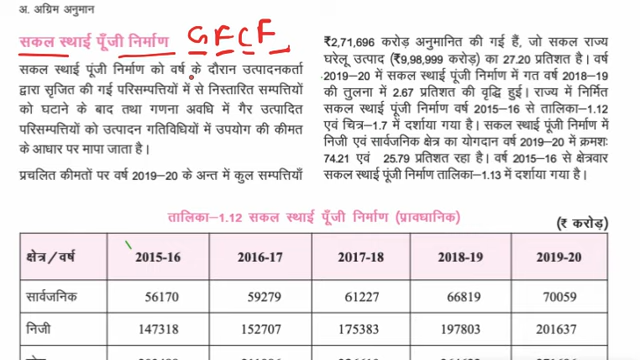 अ. अग्रिम अनुमान
सकल स्थाई पूँजी निर्माण GFCF
सकल स्थाई पूंजी निर्माण को वर्ष के दौरान उत्पादनकर्ता
द्वारा सृजित की गई परिसम्पत्तियों में से निस्तारित सम्पत्तियों
को घटाने के बाद तथा गणना अवधि में गैर उत्पादित
परिसम्पत्तियों को उत्पादन गतिविधियों में उपयोग की कीमत
के आधार पर मापा जाता है।
प्रचलित कीमतों पर वर्ष 2019-20 के अन्त में कुल सम्पत्तियाँ
₹2,71,696 करोड़ अनुमानित की गई हैं, जो सकल राज्य
घरेलू उत्पाद (₹9,98,999 करोड़) का 27.20 प्रतिशत है। वर्ष
2019-20 में सकल स्थाई पूंजी निर्माण में गत वर्ष 2018-19
की तुलना में 2.67 प्रतिशत की वृद्धि हुई। राज्य में निर्मित
सकल स्थाई पूंजी निर्माण वर्ष 2015-16 से तालिका-1.12
एवं चित्र-1.7 में दर्शाया गया है। सकल स्थाई पूंजी निर्माण में
निजी एवं सार्वजनिक क्षेत्र का योगदान वर्ष 2019-20 में क्रमशः
74.21 एवं 25.79 प्रतिशत रहा है। वर्ष 2015-16 से क्षेत्रवार
सकल स्थाई पूंजी निर्माण तालिका-1.13 में दर्शाया गया है।
तालिका-1.12 सकल स्थाई पूँजी निर्माण (प्रावधानिक)
(₹ करोड़)
क्षेत्र/वर्ष 2015-16 2016-17 2017-18 2018-19 2019-20
सार्वजनिक 56170 59279 61227 66819 70059
निजी 147318 152707 175383 197803 201637